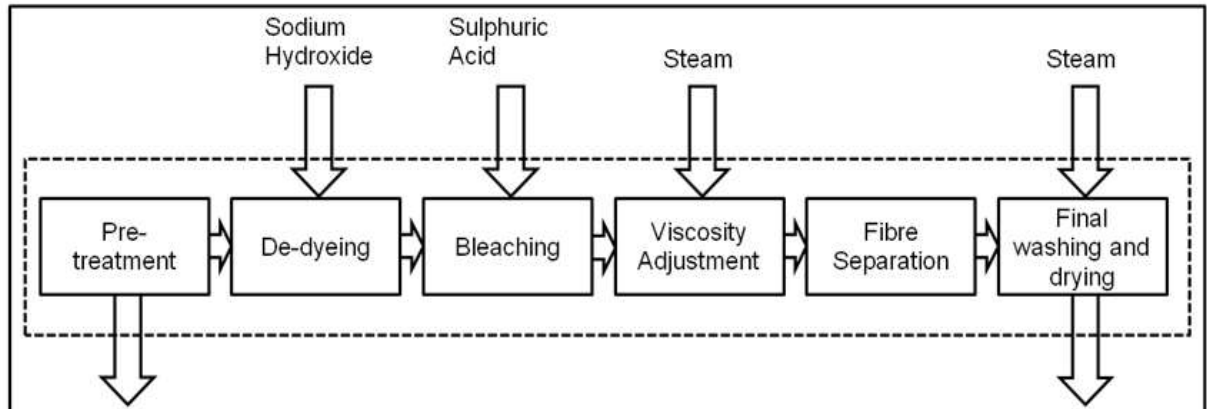 Sodium
Hydroxide
Sulphuric
Acid
Steam
Steam
Pre-
treatment
De-dyeing
Bleaching
Viscosity
Adjustment
Fibre
Separation
Final
washing and
drying